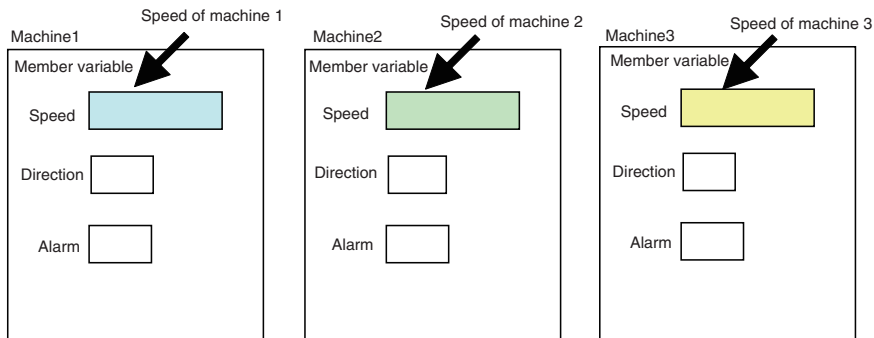 Speed of machine 1
Machine1
Member variable
Speed
Direction
Alarm
Speed of machine 2
Machine2
Member variable
Speed
Direction
Alarm
Speed of machine 3
Machine3
Member variable
Speed
Direction
Alarm